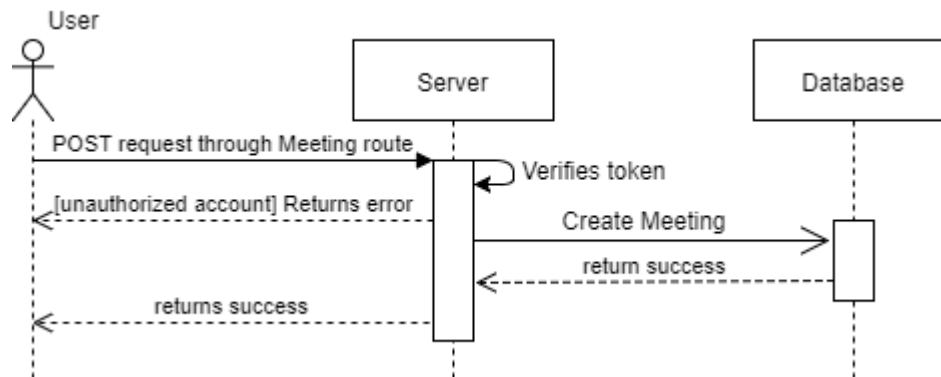 User
Server
Database
POST request through Meeting route
Verifies token
[unauthorized account] Returns error
Create Meeting
return success
returns success